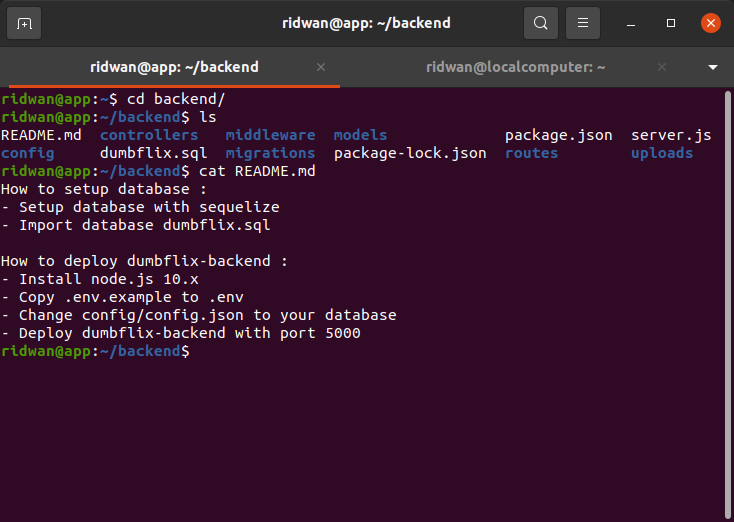 ridwan@app: ~/backend
ridwan@app: ~/backend ridwan@localcomputer: ~
ridwan@app:~$ cd backend/
ridwan@app:~/backend$ ls
README.md controllers middleware models package.json server.js
config dumbflix.sql migrations package-lock.json routes uploads
ridwan@app:~/backend$ cat README.md
How to setup database :
- Setup database with sequelize
- Import database dumbflix.sql
How to deploy dumbflix-backend :
- Install node.js 10.x
- Copy .env.example to .env
- Change config/config.json to your database
- Deploy dumbflix-backend with port 5000
ridwan@app:~/backend$